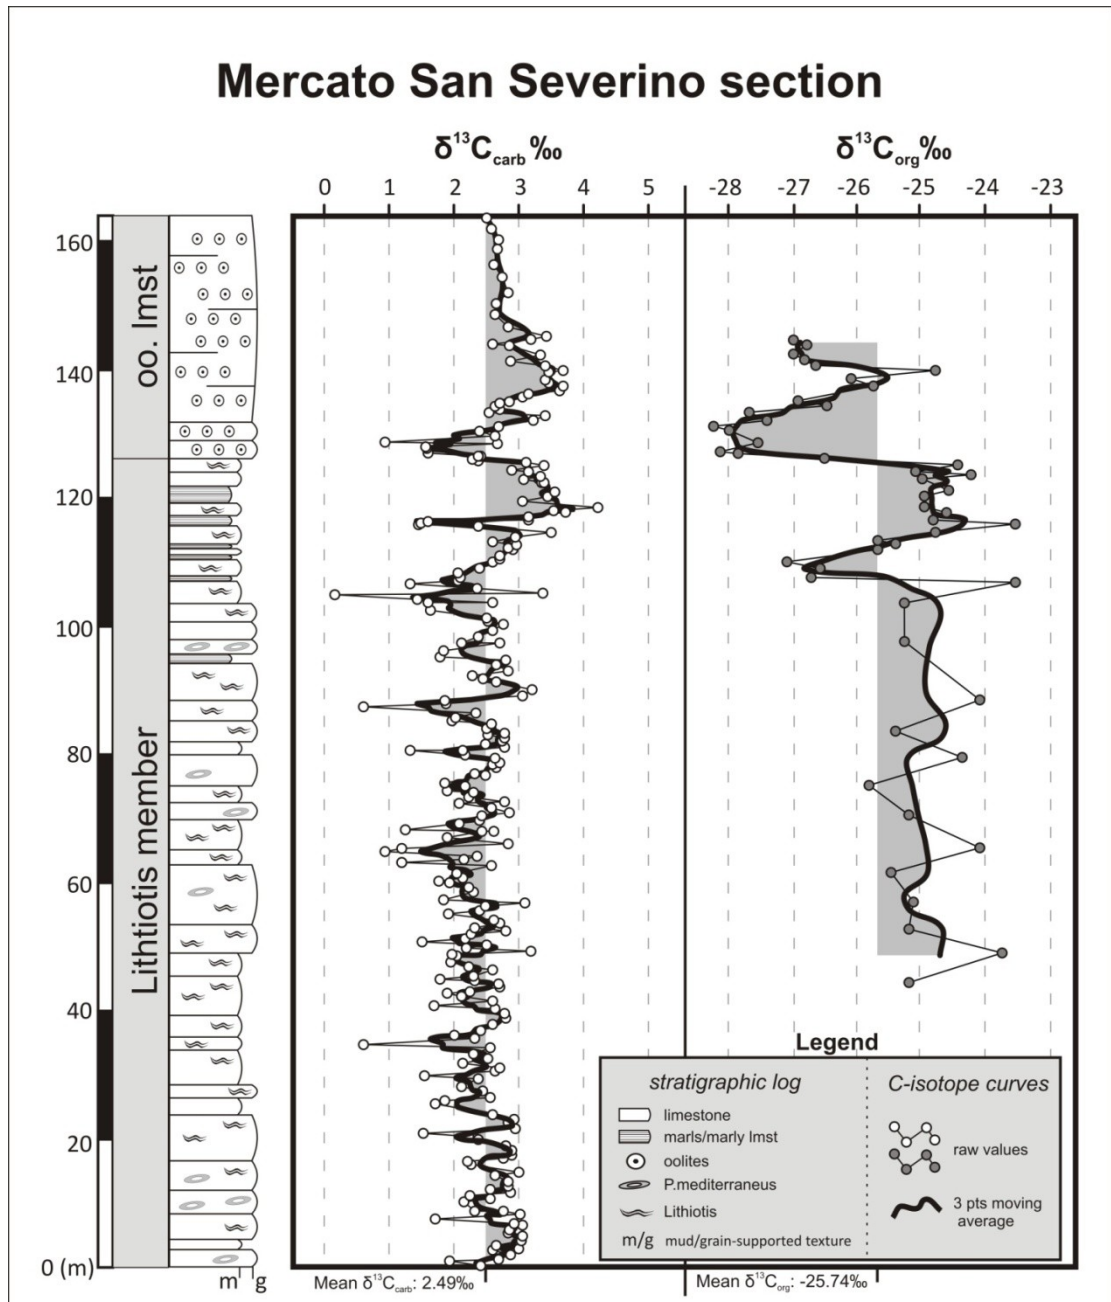 Mercato San Severino section
δ¹³Ccarb‰
δ¹³Corg‰
0 1 2 3 4 5
-28 -27 -26 -25 -24 -23
160
140
120
100
80
60
40
20
0 (m)
oo. lmst
Lihtiotis member
m g
Mean δ¹³Ccarb: 2.49‰
Mean δ¹³Corg: -25.74‰
Legend
stratigraphic log
limestone
marls/marly lmst
oolites
P.mediterraneus
Lithiotis
m/g mud/grain-supported texture
C-isotope curves
raw values
3 pts moving
average